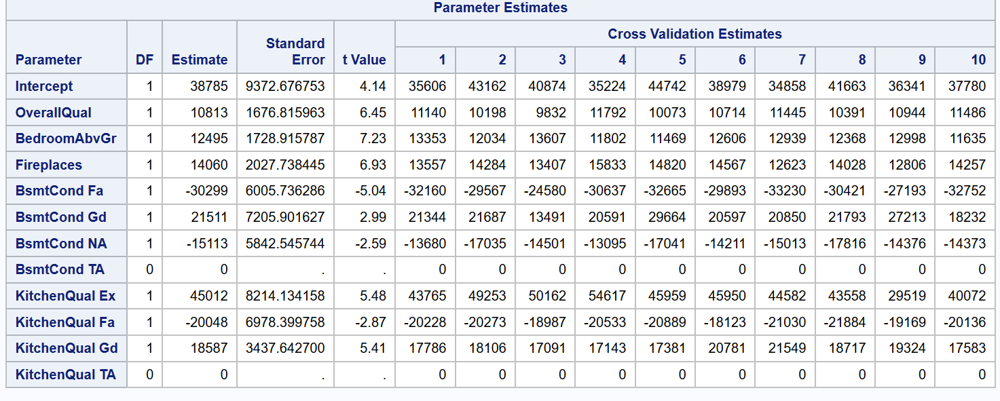 Parameter Estimates
Cross Validation Estimates
Parameter DF Estimate Standard Error t Value 1 2 3 4 5 6 7 8 9 10
Intercept 1 38785 9372.676753 4.14 35606 43162 40874 35224 44742 38979 34858 41663 36341 37780
OverallQual 1 10813 1676.815963 6.45 11140 10198 9832 11792 10073 10714 11445 10391 10944 11486
BedroomAbvGr 1 12495 1728.915787 7.23 13353 12034 13607 11802 11469 12606 12939 12368 12998 11635
Fireplaces 1 14060 2027.738445 6.93 13557 14284 13407 15833 14820 14567 12623 14028 12806 14257
BsmtCond Fa 1 -30299 6005.736286 -5.04 -32160 -29567 -24580 -30637 -32665 -29893 -33230 -30421 -27193 -32752
BsmtCond Gd 1 21511 7205.901627 2.99 21344 21687 13491 20591 29664 20597 20850 21793 27213 18232
BsmtCond NA 1 -15113 5842.545744 -2.59 -13680 -17035 -14501 -13095 -17041 -14211 -15013 -17816 -14376 -14373
BsmtCond TA 0 0 . . 0 0 0 0 0 0 0 0 0 0
KitchenQual Ex 1 45012 8214.134158 5.48 43765 49253 50162 54617 45959 45950 44582 43558 29519 40072
KitchenQual Fa 1 -20048 6978.399758 -2.87 -20228 -20273 -18987 -20533 -20889 -18123 -21030 -21884 -19169 -20136
KitchenQual Gd 1 18587 3437.642700 5.41 17786 18106 17091 17143 17381 20781 21549 18717 19324 17583
KitchenQual TA 0 0 . . 0 0 0 0 0 0 0 0 0 0